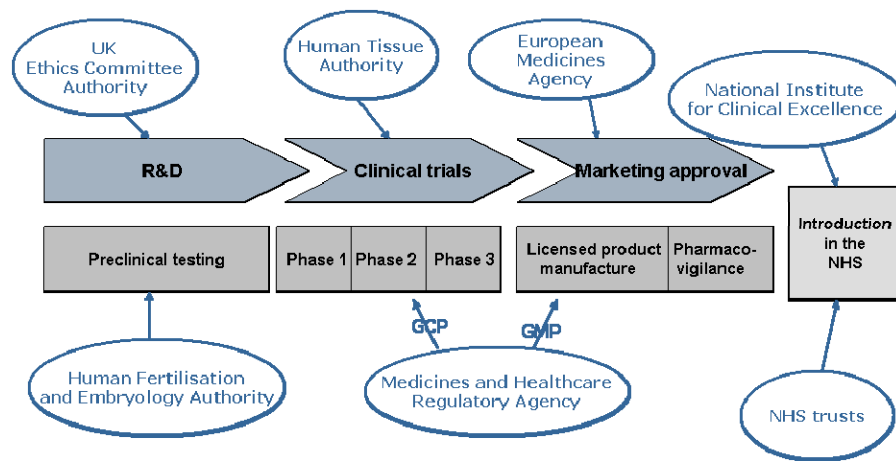 UK
Ethics Committee
Authority
Human Tissue
Authority
European
Medicines
Agency
National Institute
for Clinical Excellence
R&D
Clinical trials
Marketing approval
Introduction
in the
NHS
Preclinical testing
Phase 1
Phase 2
Phase 3
Licensed product
manufacture
Pharmaco-
vigilance
GCP
GMP
Human Fertilisation
and Embryology Authority
Medicines and Healthcare
Regulatory Agency
NHS trusts